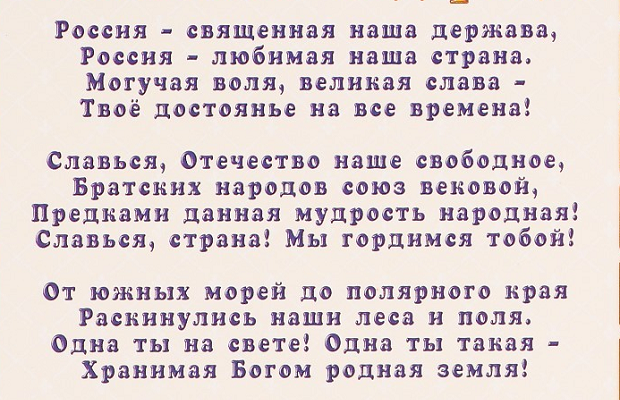 Россия - священная наша держава,
Россия - любимая наша страна.
Могучая воля, великая слава -
Твоё достоянье на все времена!
Славься, Отечество наше свободное,
Братских народов союз вековой,
Предками данная мудрость народная!
Славься, страна! Мы гордимся тобой!
От южных морей до полярного края
Раскинулись наши леса и поля.
Одна ты на свете! Одна ты такая -
Хранимая Богом родная земля!